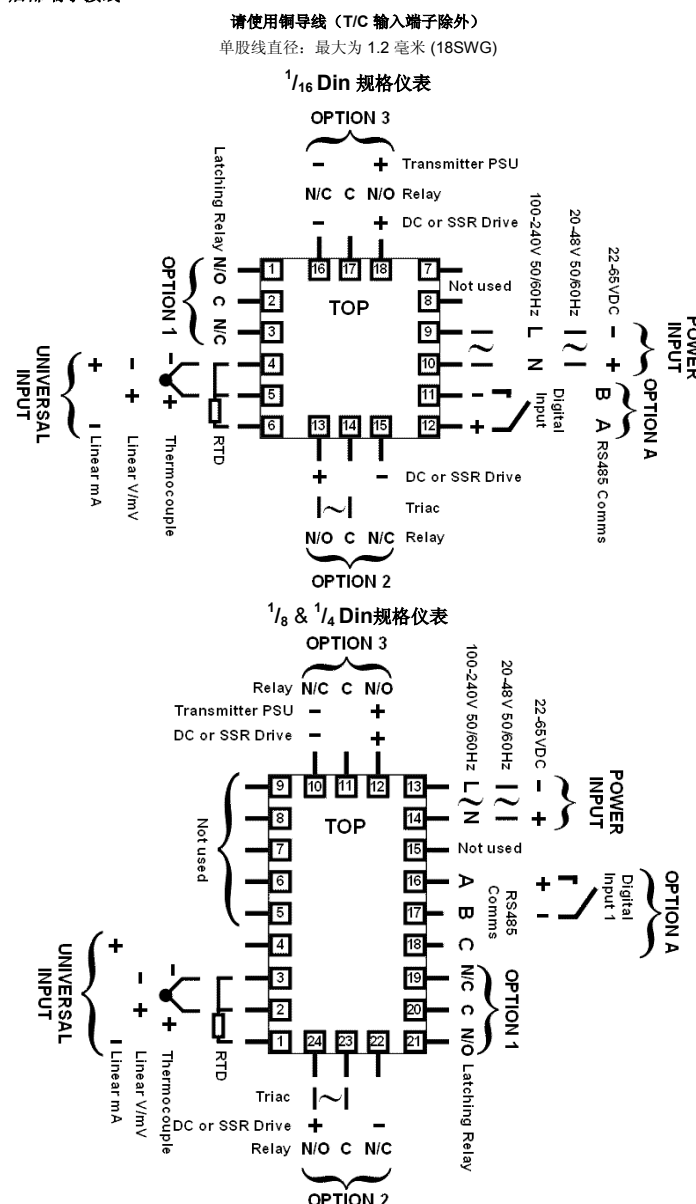 请使用铜导线（T/C 输入端子除外）
单股线直径：最大为 1.2 毫米 (18SWG)
1/16 Din 规格仪表
OPTION 3
− + Transmitter PSU
N/C C N/O Relay
− + DC or SSR Drive
Latching Relay N/O C N/C
OPTION 1
1
2
3
4
5
6
16 17 18
TOP
13 14 15
7
8
9
10
11
12
Not used
100-240V 50/60Hz
L ~ N
20-48V 50/60Hz
22-65VDC
− +
POWER INPUT
− +
Digital Input
B A
RS485 Comms
OPTION A
UNIVERSAL INPUT
+ − Linear mA
− + Linear V/mV
− + Thermocouple
RTD
+ − DC or SSR Drive
~ Triac
N/O C N/C Relay
OPTION 2
1/8 & 1/4 Din规格仪表
OPTION 3
Relay N/C C N/O
Transmitter PSU − +
DC or SSR Drive − +
9
8
7
6
5
4
3
2
1
10 11 12
TOP
24 23 22
13
14
15
16
17
18
19
20
21
Not used
100-240V 50/60Hz
L ~ N
20-48V 50/60Hz
~
22-65VDC
− +
POWER INPUT
Not used
A B C
RS485 Comms
+ −
Digital Input 1
OPTION A
N/C C N/O Latching Relay
OPTION 1
UNIVERSAL INPUT
+ − Linear mA
− + Linear V/mV
− + Thermocouple
RTD
Triac ~
DC or SSR Drive + −
Relay N/O C N/C
OPTION 2